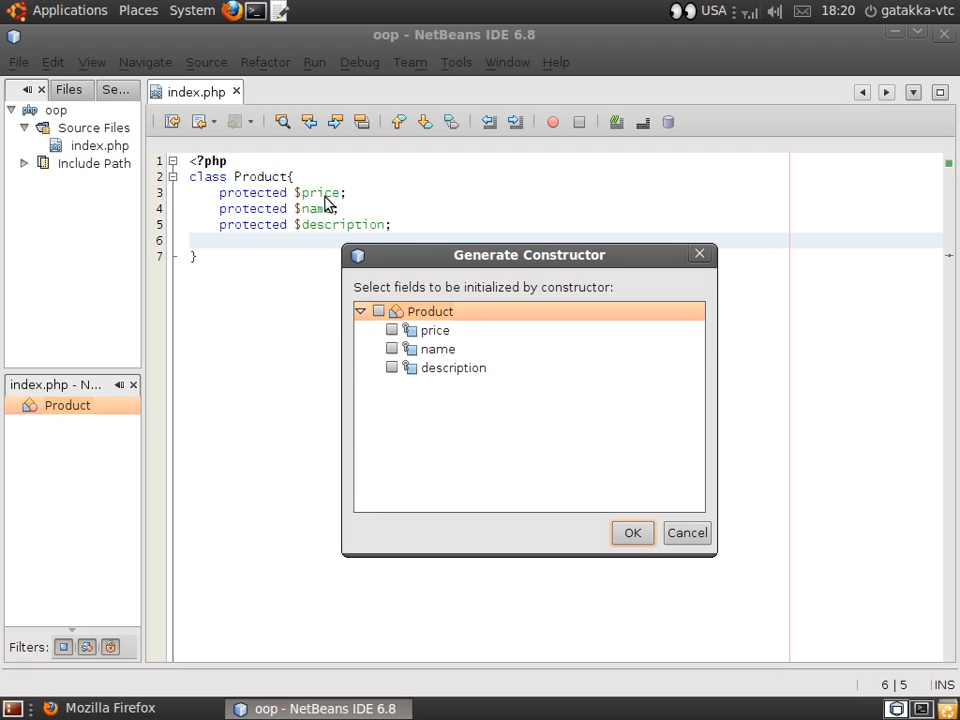 Applications Places System USA 18:20 gatakka-vtc
oop - NetBeans IDE 6.8
File Edit View Navigate Source Refactor Run Debug Team Tools Window Help
Files Se... index.php
oop
Source Files
index.php
Include Path
1 <?php
2 class Product{
3 protected $price;
4 protected $name;
5 protected $description;
6
7 }
Generate Constructor
Select fields to be initialized by constructor:
Product
price
name
description
OK Cancel
index.php - N...
Product
Filters:
6 | 5 INS
Mozilla Firefox oop - NetBeans IDE 6.8